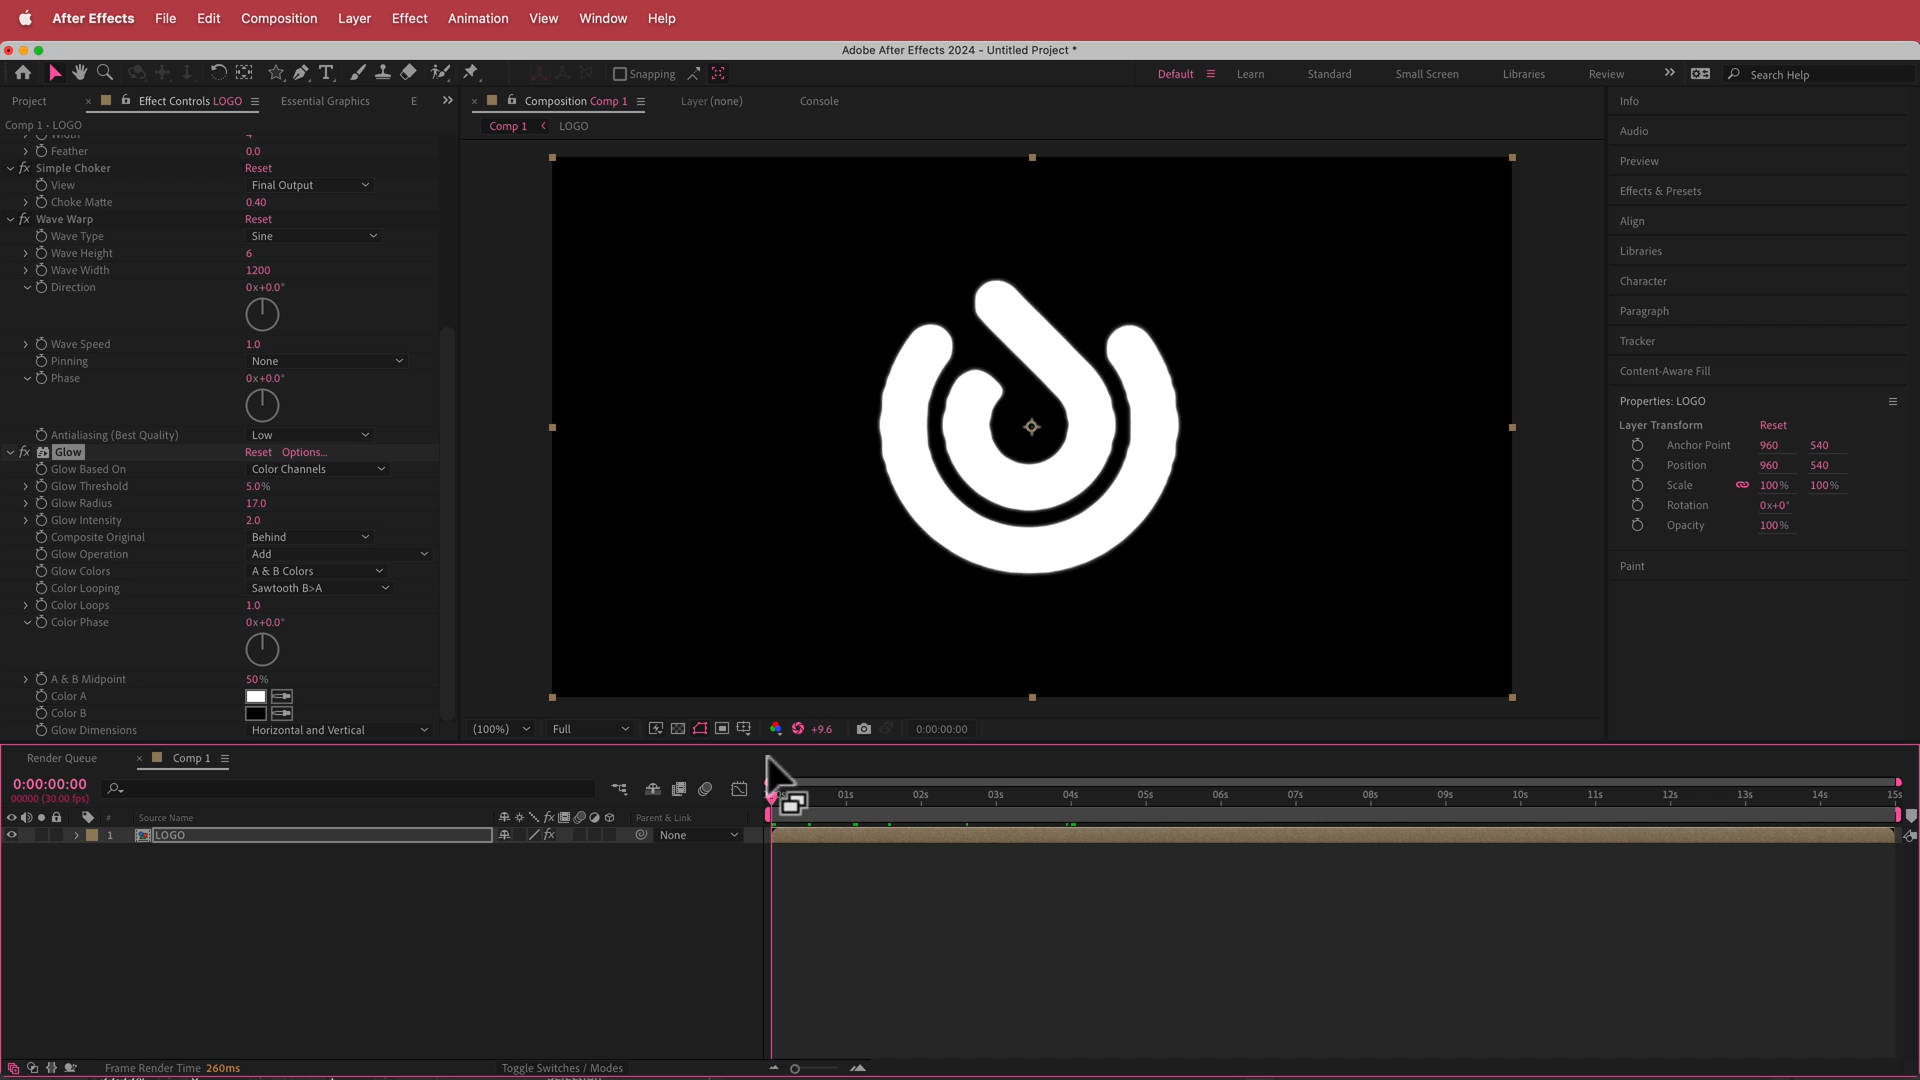 After Effects File Edit Composition Layer Effect Animation View Window Help
Adobe After Effects 2024 - Untitled Project *
Snapping
Default Learn Standard Small Screen Libraries Review Search Help
Project Effect Controls LOGO Essential Graphics E
Composition Comp 1 Layer (none) Console
Comp 1 • LOGO
Comp 1 LOGO
Width 4
Feather 0.0
fx Simple Choker Reset
View Final Output
Choke Matte 0.40
fx Wave Warp Reset
Wave Type Sine
Wave Height 6
Wave Width 1200
Direction 0x+0.0°
Wave Speed 1.0
Pinning None
Phase 0x+0.0°
Antialiasing (Best Quality) Low
fx Glow Reset Options...
Glow Based On Color Channels
Glow Threshold 5.0%
Glow Radius 17.0
Glow Intensity 2.0
Composite Original Behind
Glow Operation Add
Glow Colors A & B Colors
Color Looping Sawtooth B>A
Color Loops 1.0
Color Phase 0x+0.0°
A & B Midpoint 50%
Color A
Color B
Glow Dimensions Horizontal and Vertical
(100%) Full +9.6 0:00:00:00
Info
Audio
Preview
Effects & Presets
Align
Libraries
Character
Paragraph
Tracker
Content-Aware Fill
Properties: LOGO
Layer Transform Reset
Anchor Point 960 540
Position 960 540
Scale 100% 100%
Rotation 0x+0°
Opacity 100%
Paint
Render Queue Comp 1
0:00:00:00
00000 (30.00 fps)
01s 02s 03s 04s 05s 06s 07s 08s 09s 10s 11s 12s 13s 14s 15s
# Source Name fx Parent & Link
1 LOGO fx None
Frame Render Time 260ms Toggle Switches / Modes